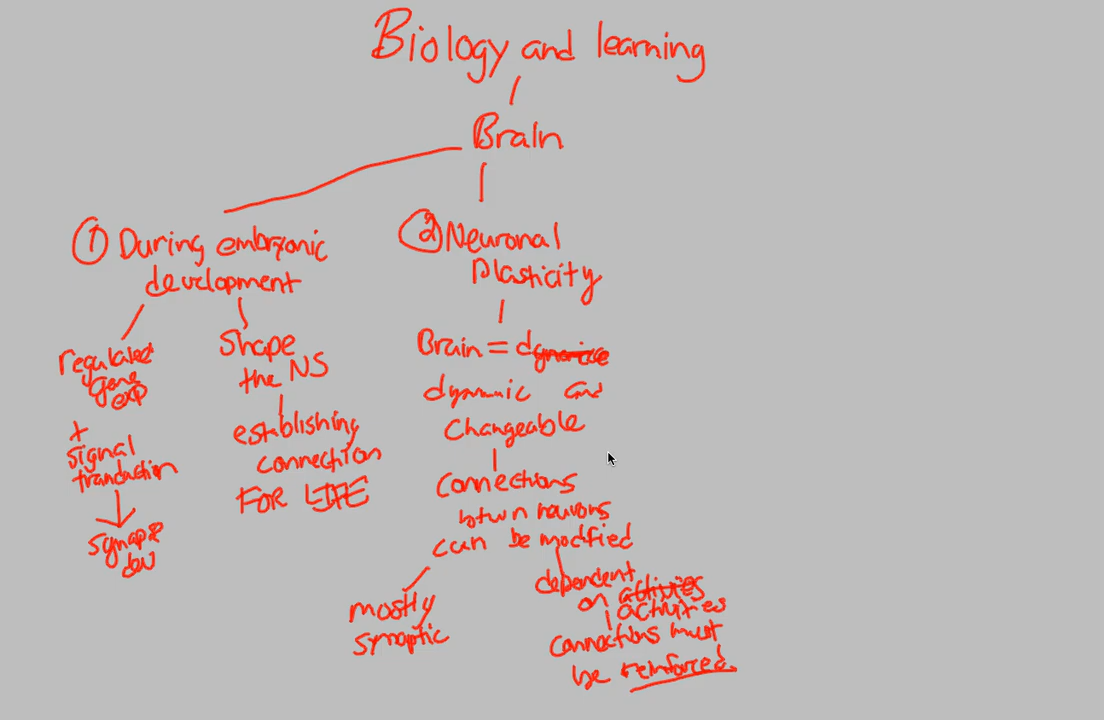 Biology and learning
Brain
① During embryonic
development
regulated
gene
exp
+
signal
tranduction
synapse
dev
Shape
the NS
establishing
connection
FOR LIFE
② Neuronal
Plasticity
Brain =
dynamic and
Changeable
Connections
btwn neurons
can be modified
mostly
synaptic
dependent
on activities
activities
connections must
be reinforced